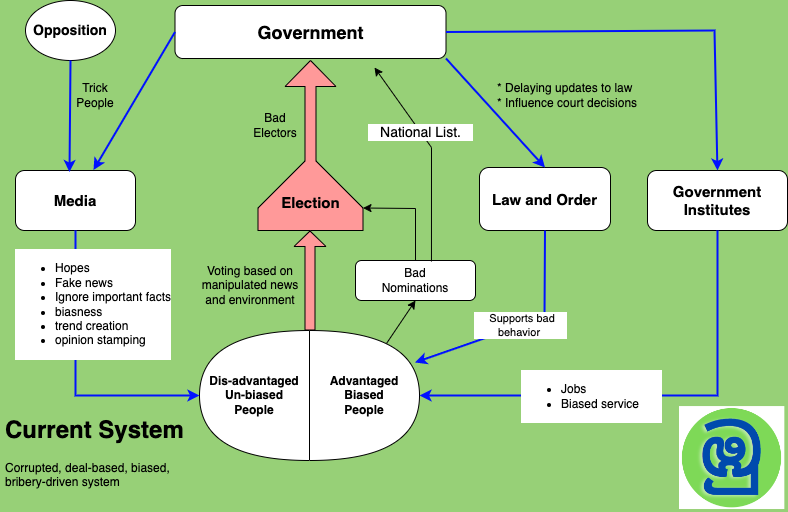 Opposition
Government
Trick
People
* Delaying updates to law
* Influence court decisions
Bad
Electors
National List.
Media
Election
Law and Order
Government
Institutes
• Hopes
• Fake news
• Ignore important facts
• biasness
• trend creation
• opinion stamping
Voting based on
manipulated news
and environment
Bad
Nominations
Supports bad
behavior
Dis-advantaged
Un-biased
People
Advantaged
Biased
People
• Jobs
• Biased service
Current System
Corrupted, deal-based, biased,
bribery-driven system